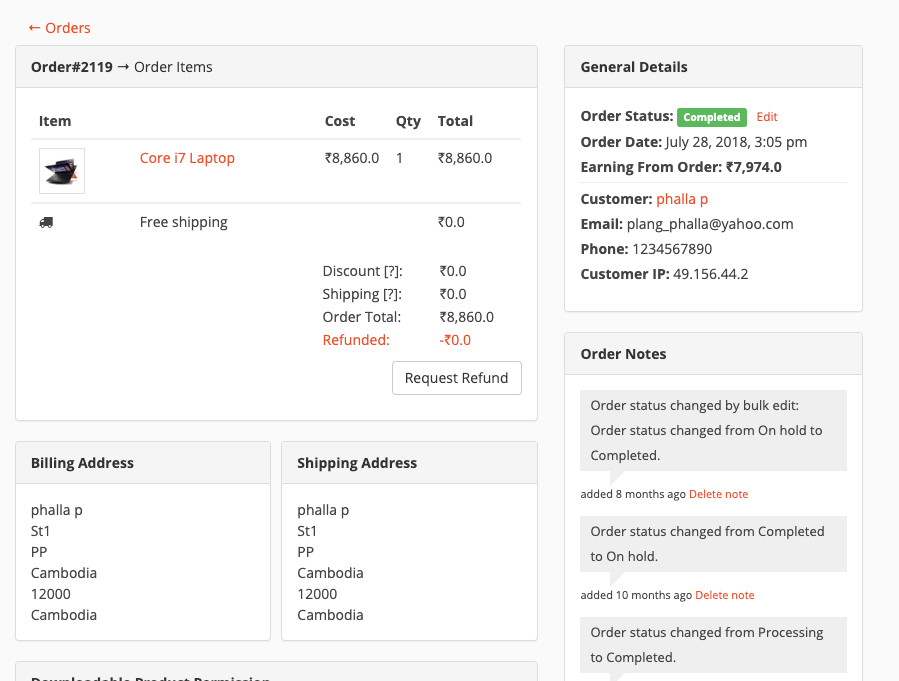 ← Orders
Order#2119 → Order Items
Item Cost Qty Total
Core i7 Laptop ₹8,860.0 1 ₹8,860.0
Free shipping ₹0.0
Discount [?]: ₹0.0
Shipping [?]: ₹0.0
Order Total: ₹8,860.0
Refunded: -₹0.0
Request Refund
Billing Address
phalla p
St1
PP
Cambodia
12000
Cambodia
Shipping Address
phalla p
St1
PP
Cambodia
12000
Cambodia
Downloadable Product Permission
General Details
Order Status: Completed Edit
Order Date: July 28, 2018, 3:05 pm
Earning From Order: ₹7,974.0
Customer: phalla p
Email: plang_phalla@yahoo.com
Phone: 1234567890
Customer IP: 49.156.44.2
Order Notes
Order status changed by bulk edit:
Order status changed from On hold to
Completed.
added 8 months ago Delete note
Order status changed from Completed
to On hold.
added 10 months ago Delete note
Order status changed from Processing
to Completed.